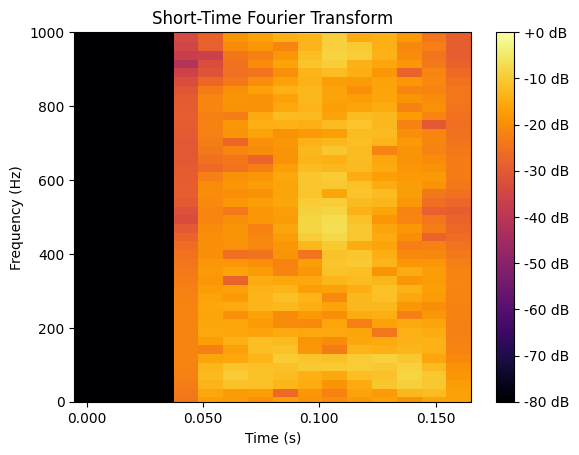 Short-Time Fourier Transform
1000
800
600
400
200
0
Frequency (Hz)
0.000
0.050
0.100
0.150
Time (s)
+0 dB
-10 dB
-20 dB
-30 dB
-40 dB
-50 dB
-60 dB
-70 dB
-80 dB